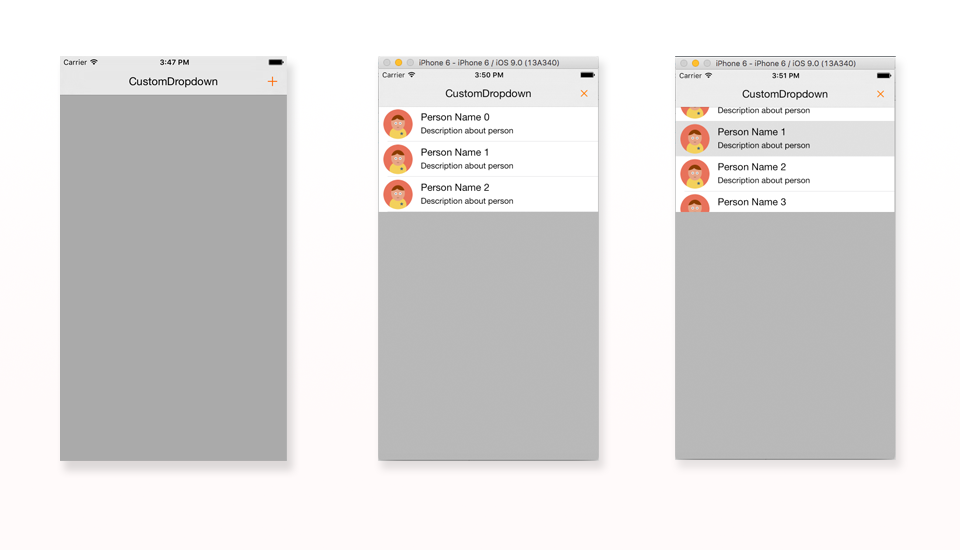 Carrier 3:47 PM
CustomDropdown +
iPhone 6 - iPhone 6 / iOS 9.0 (13A340)
Carrier 3:50 PM
CustomDropdown ×
Person Name 0
Description about person
Person Name 1
Description about person
Person Name 2
Description about person
iPhone 6 - iPhone 6 / iOS 9.0 (13A340)
Carrier 3:51 PM
CustomDropdown ×
Description about person
Person Name 1
Description about person
Person Name 2
Description about person
Person Name 3